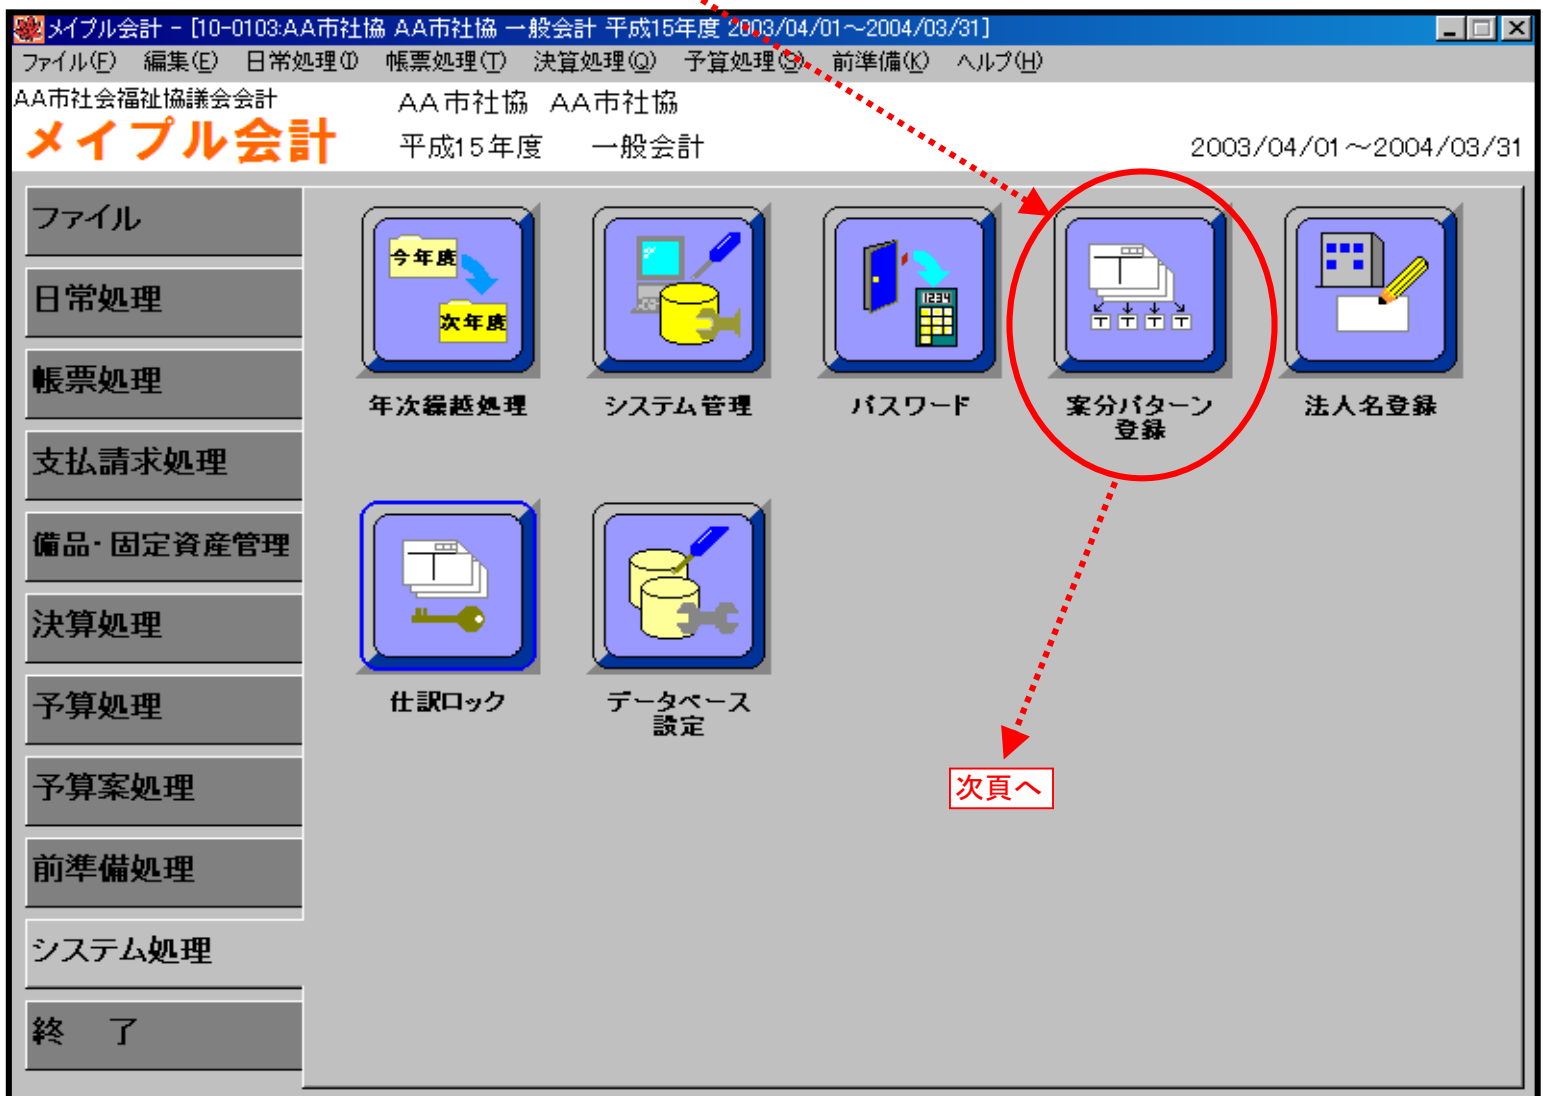 メイプル会計 - [10-0103:AA市社協 AA市社協 一般会計 平成15年度 2003/04/01～2004/03/31]
ファイル(F) 編集(E) 日常処理(I) 帳票処理(T) 決算処理(Q) 予算処理(S) 前準備(K) ヘルプ(H)
AA市社会福祉協議会会計
AA市社協 AA市社協
メイプル会計
平成15年度 一般会計
2003/04/01～2004/03/31
ファイル
日常処理
帳票処理
支払請求処理
備品・固定資産管理
決算処理
予算処理
予算案処理
前準備処理
システム処理
終 了
今年度
次年度
年次繰越処理
システム管理
1234
パスワード
案分パターン
登録
法人名登録
仕訳ロック
データベース
設定
次頁へ